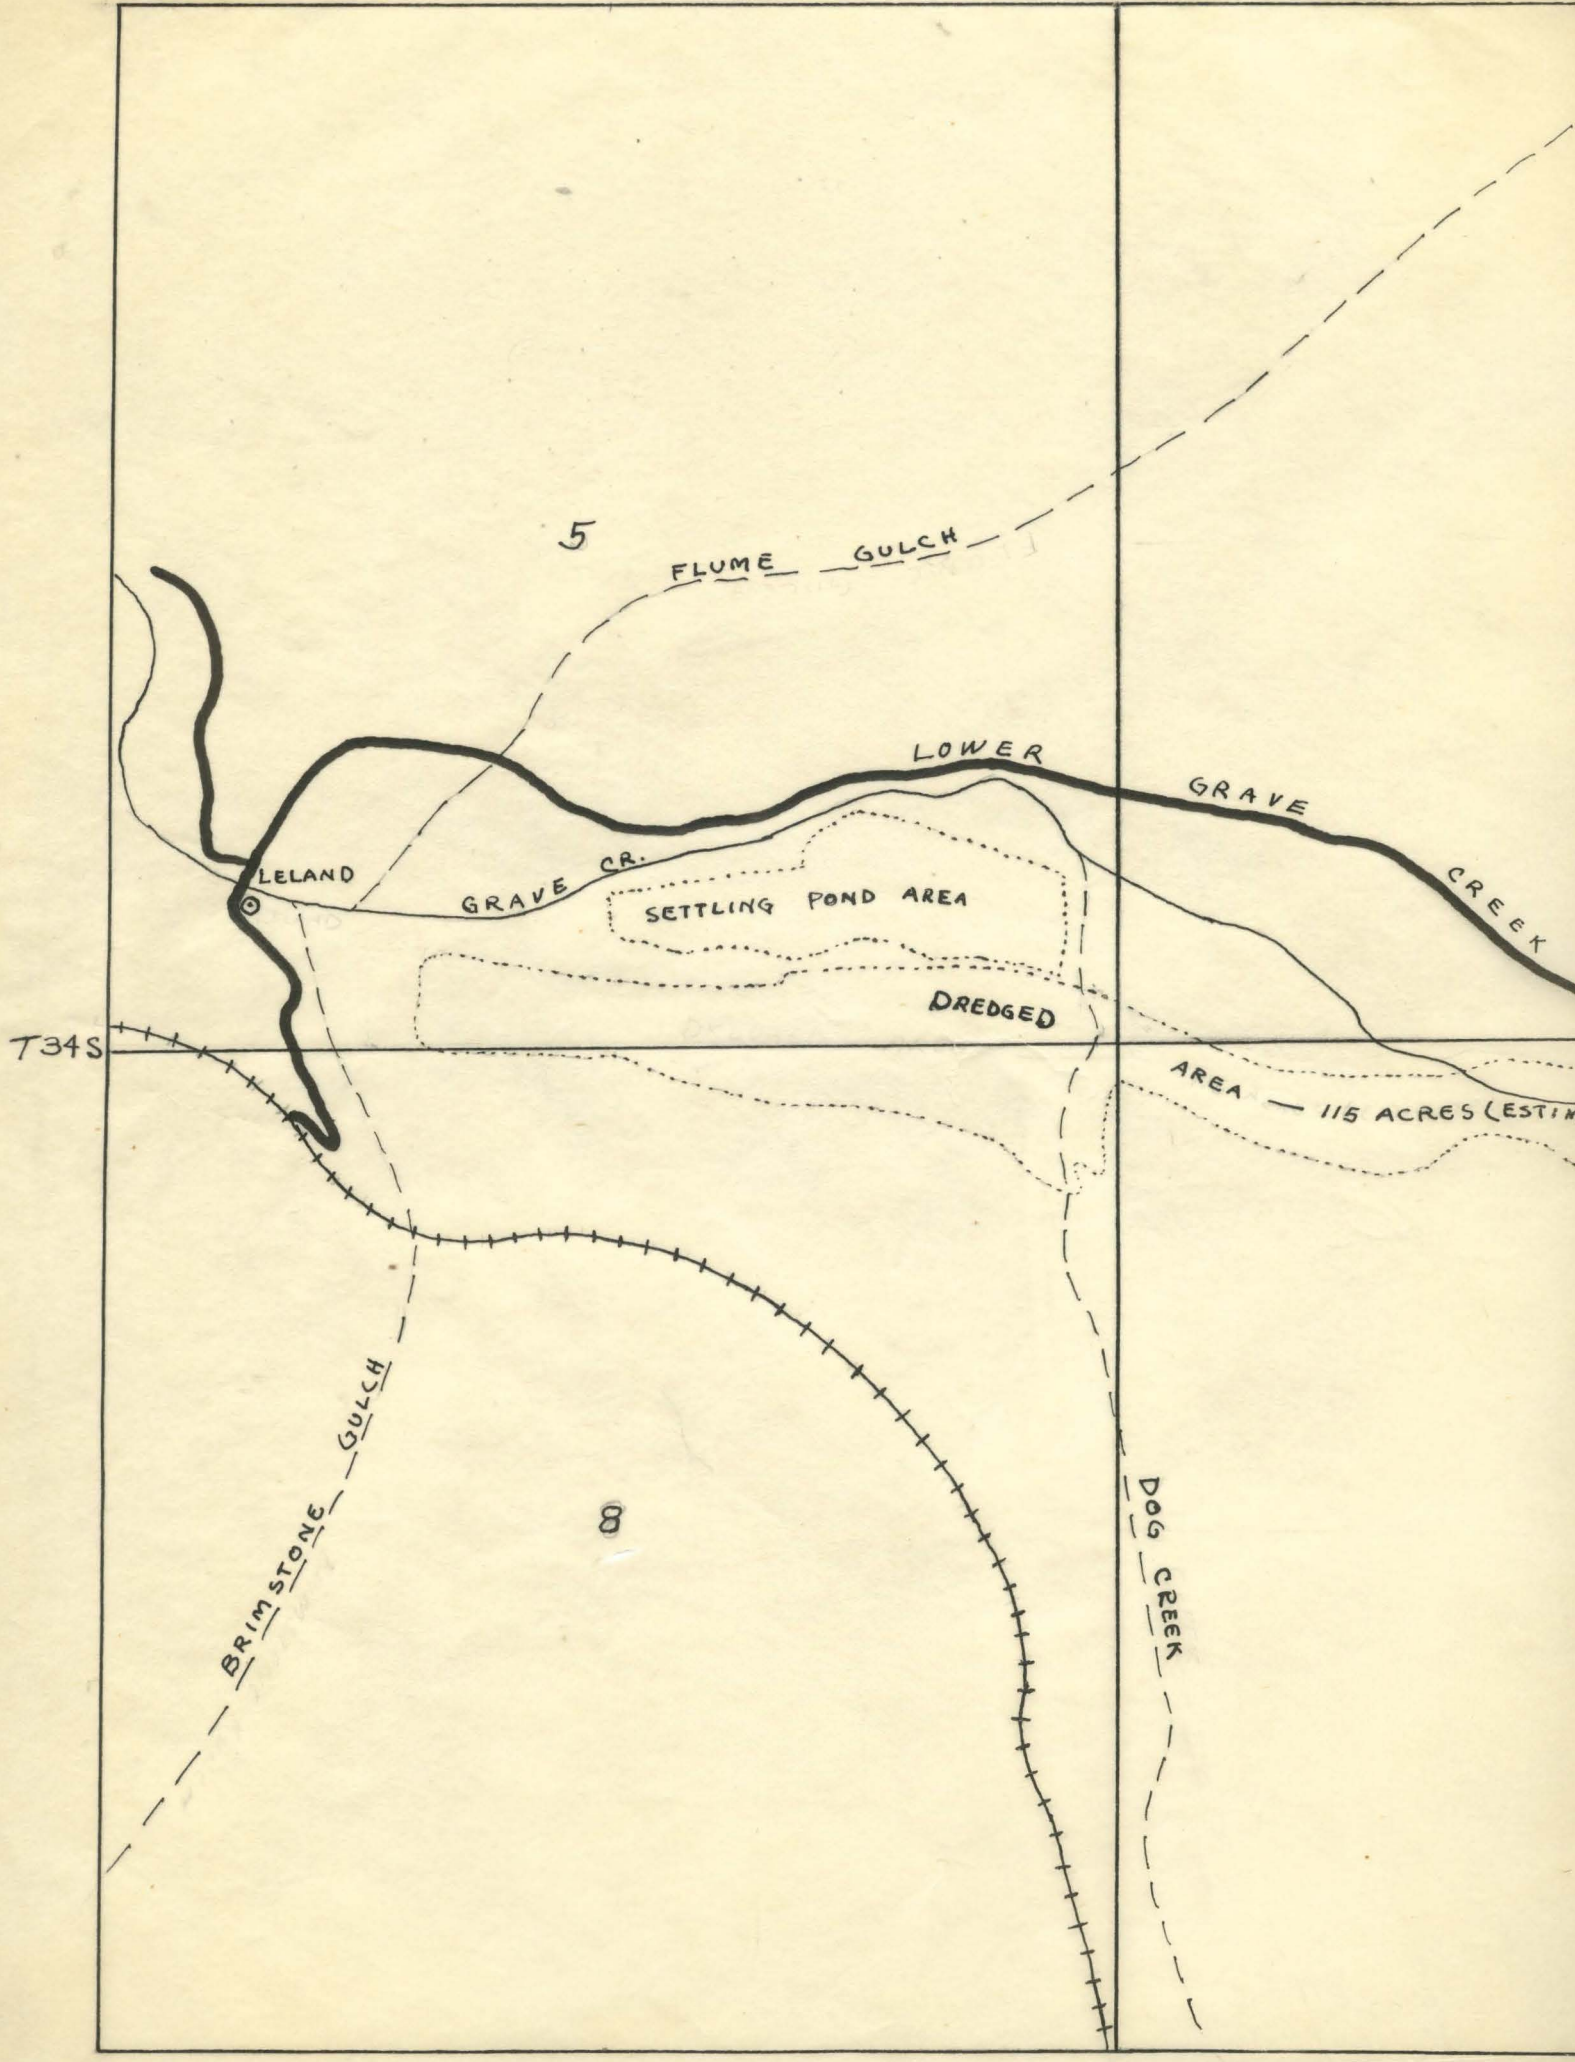 5
FLUME GULCH
LOWER GRAVE CREEK
LELAND
GRAVE CR.
SETTLING POND AREA
DREDGED AREA — 115 ACRES (ESTIM
T34S
BRIMSTONE GULCH
8
DOG CREEK